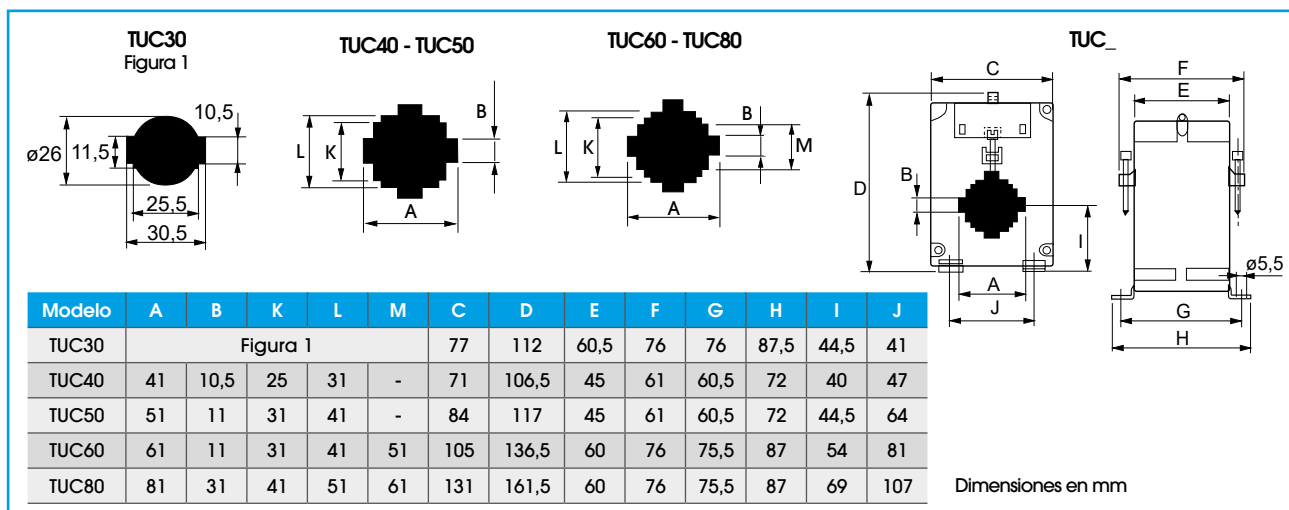 TUC30
Figura 1
10,5
ø26
11,5
25,5
30,5
TUC40 - TUC50
B
L
K
A
TUC60 - TUC80
B
L
K
M
A
TUC_
C
D
B
I
A
J
F
E
ø5,5
G
H
Modelo A B K L M C D E F G H I J
TUC30 Figura 1 77 112 60,5 76 76 87,5 44,5 41
TUC40 41 10,5 25 31 - 71 106,5 45 61 60,5 72 40 47
TUC50 51 11 31 41 - 84 117 45 61 60,5 72 44,5 64
TUC60 61 11 31 41 51 105 136,5 60 76 75,5 87 54 81
TUC80 81 31 41 51 61 131 161,5 60 76 75,5 87 69 107
Dimensiones en mm